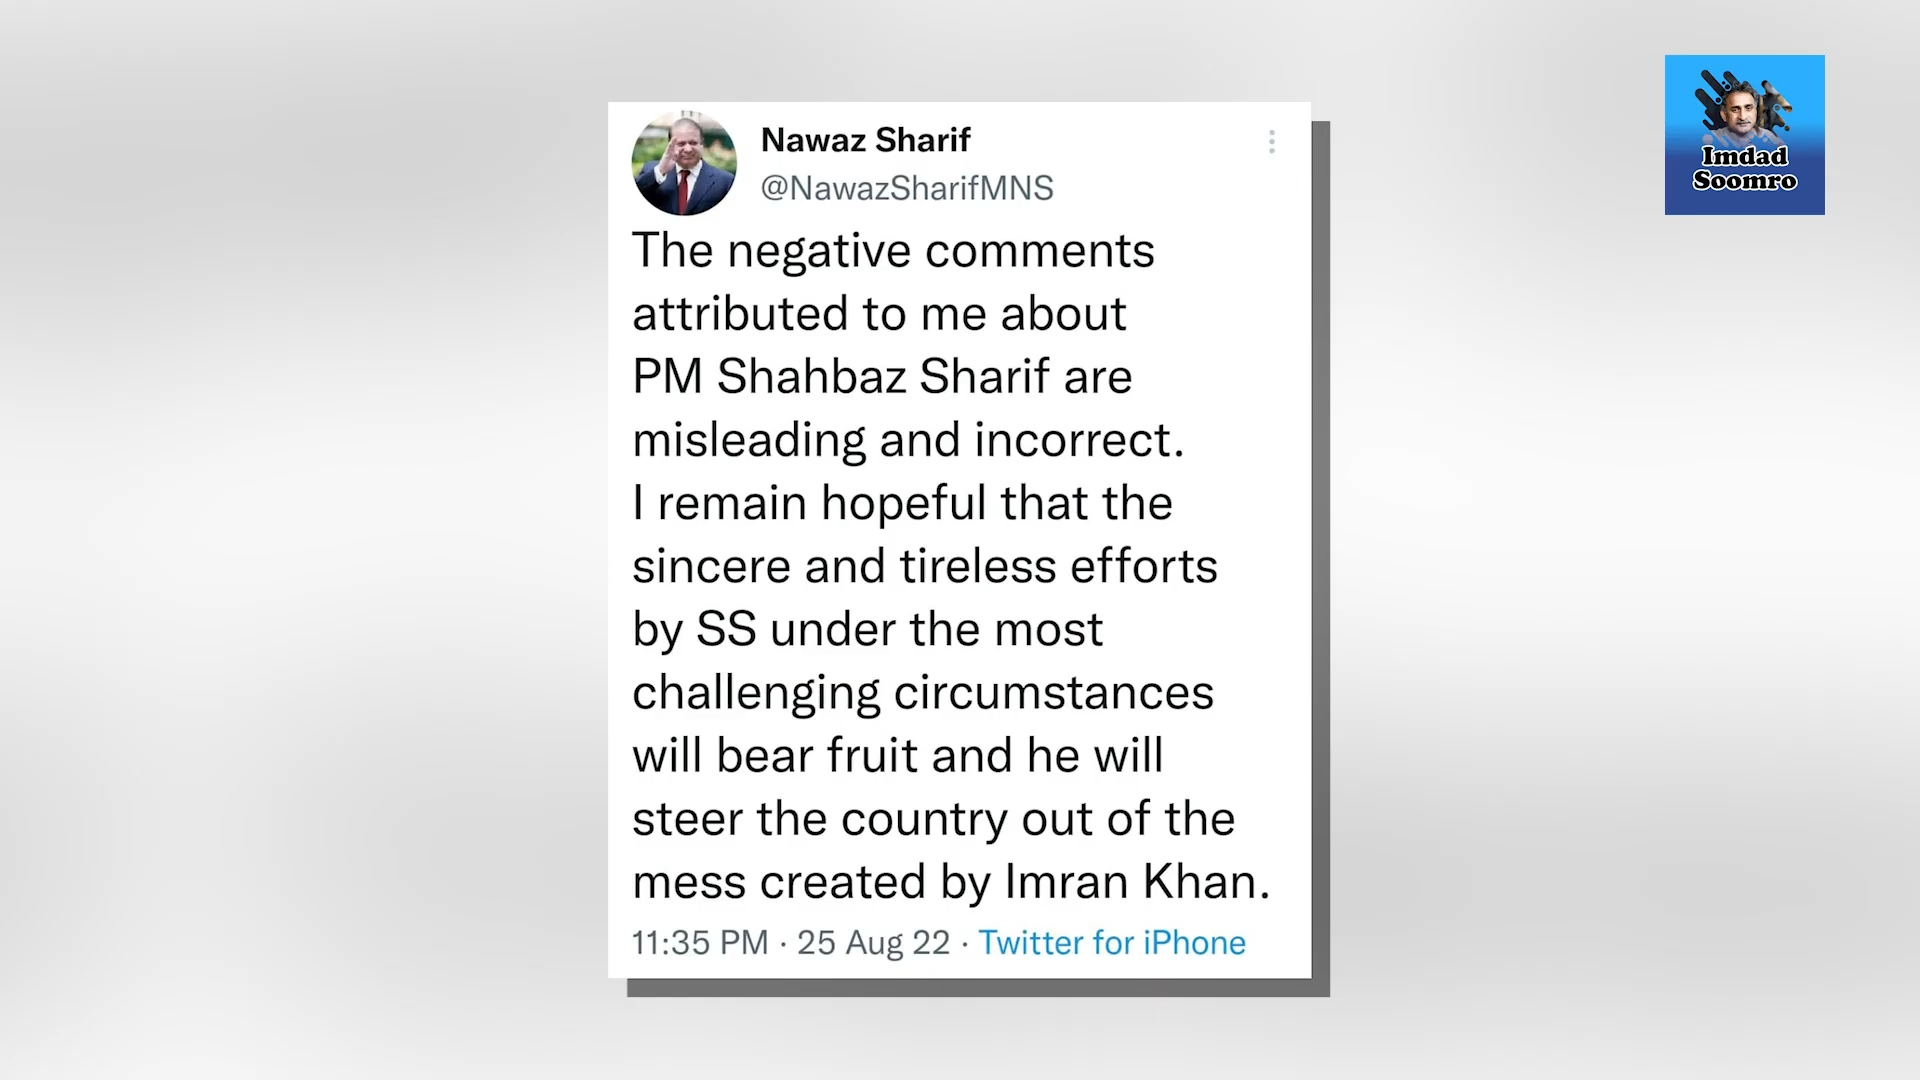 Nawaz Sharif
@NawazSharifMNS
The negative comments
attributed to me about
PM Shahbaz Sharif are
misleading and incorrect.
I remain hopeful that the
sincere and tireless efforts
by SS under the most
challenging circumstances
will bear fruit and he will
steer the country out of the
mess created by Imran Khan.
11:35 PM · 25 Aug 22 · Twitter for iPhone
Imdad
Soomro